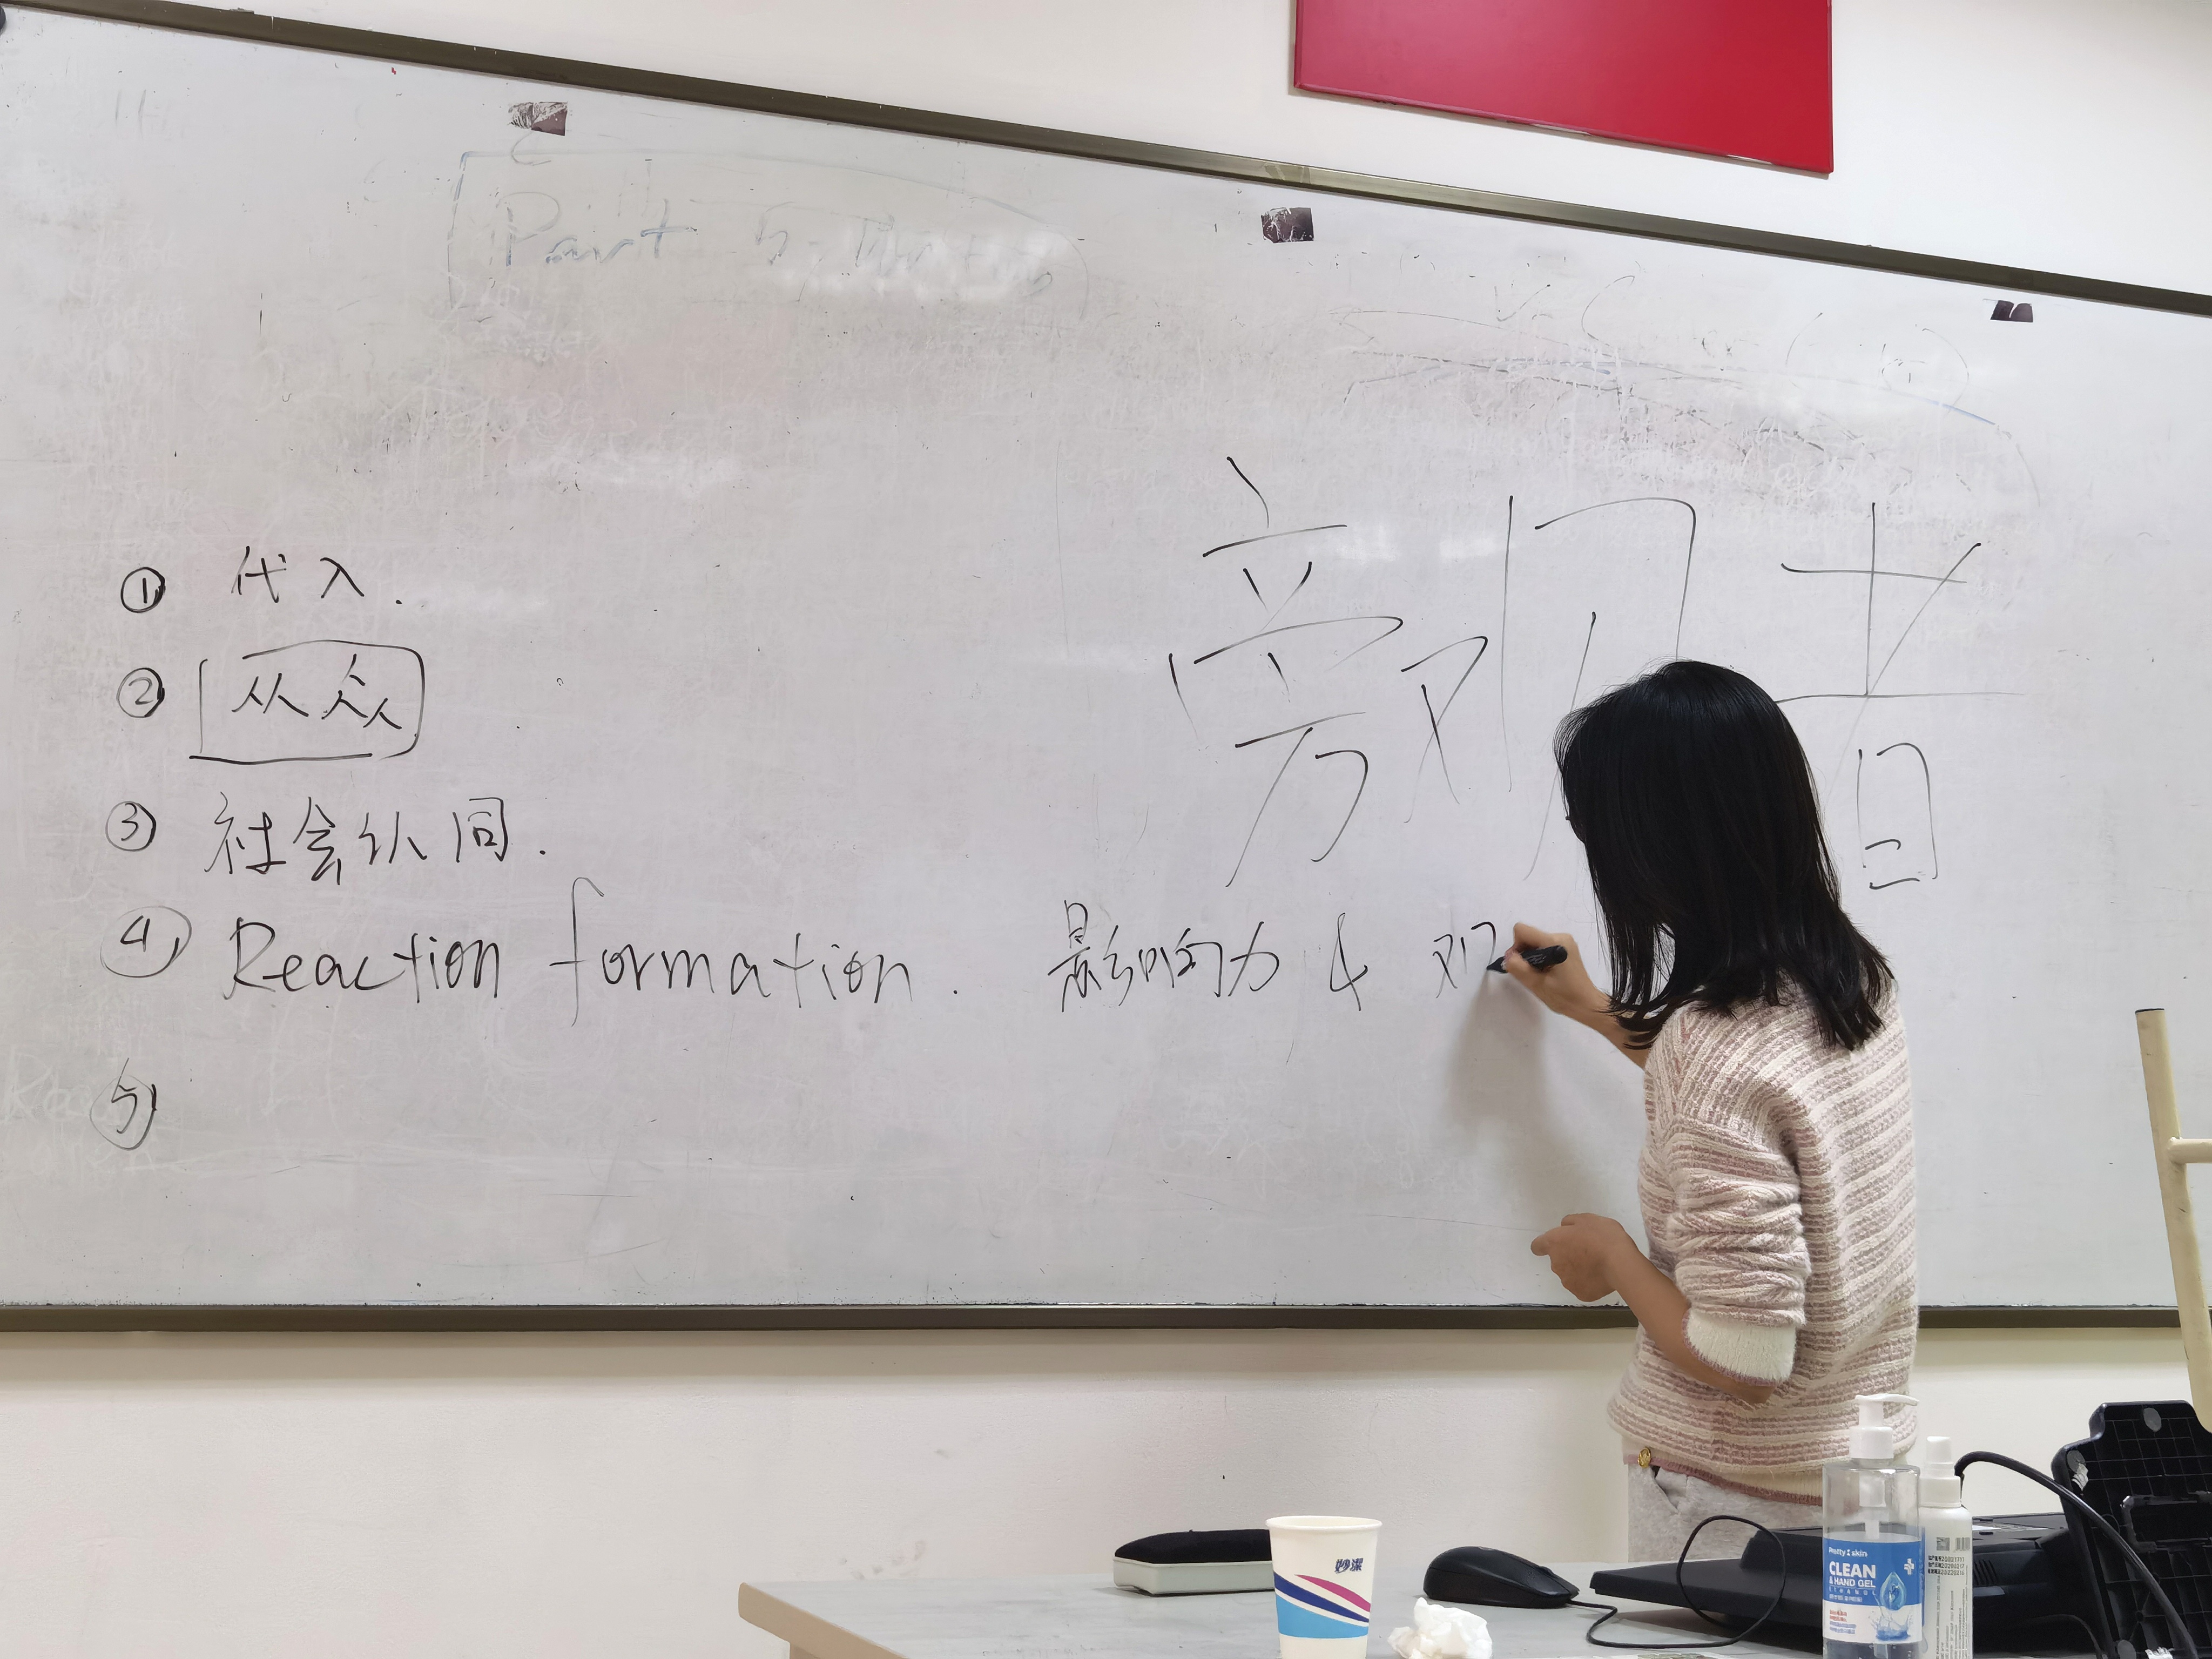 Part 5
旁观者
① 代入.
② 从众
③ 社会认同.
④ Reaction formation. 影响力 &
⑤
妙潔
Pretty skin
CLEAN
& HAND GEL
ETHANOL